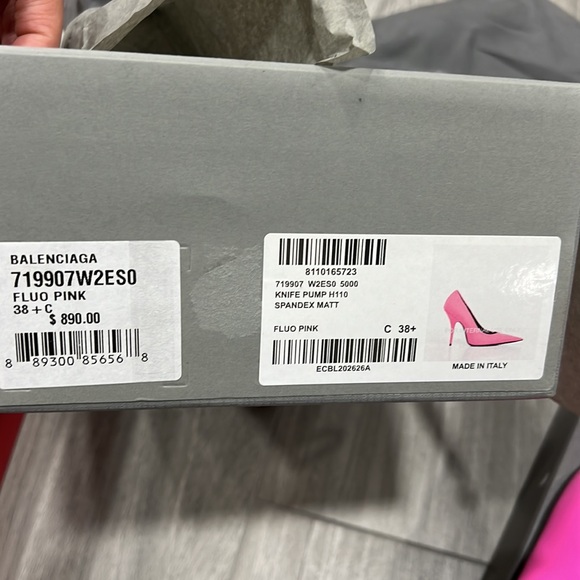 BALENCIAGA
719907W2ES0
FLUO PINK
38+C
$ 890.00
8 89300 85656 8
8110165723
719907 W2ES0 5000
KNIFE PUMP H110
SPANDEX MATT
FLUO PINK C 38+
ECBL202626A
MADE IN ITALY